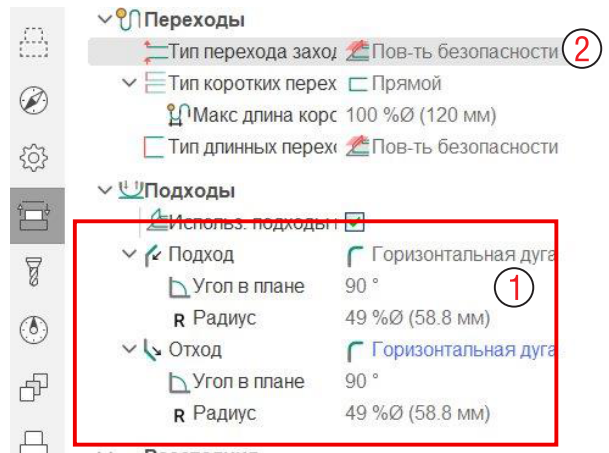 Переходы
Тип перехода заход Пов-ть безопасности 2
Тип коротких перех Прямой
Макс длина корс 100 %Ø (120 мм)
Тип длинных перехо Пов-ть безопасности
Подходы
Использ. подходы
Подход Горизонтальная дуга
Угол в плане 90 ° 1
R Радиус 49 %Ø (58.8 мм)
Отход Горизонтальная дуга
Угол в плане 90 °
R Радиус 49 %Ø (58.8 мм)